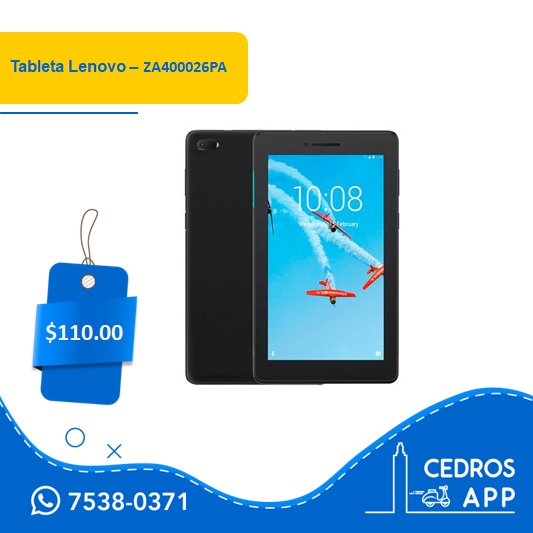 Tableta Lenovo – ZA400026PA
10:08
$110.00
7538-0371
CEDROS
APP